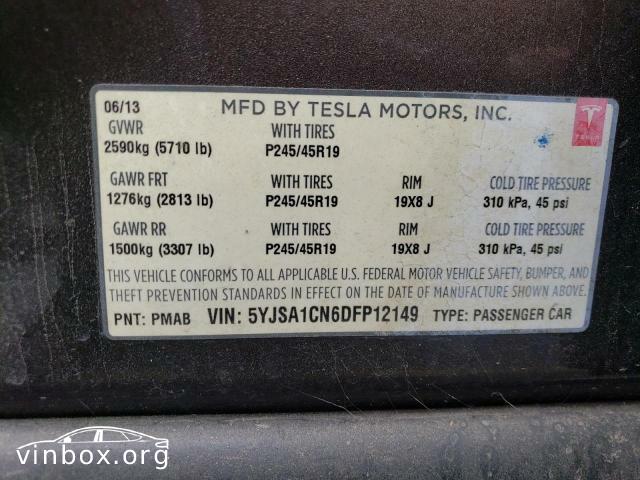 06/13 MFD BY TESLA MOTORS, INC.
TESLA
GVWR WITH TIRES
2590kg (5710 lb) P245/45R19
GAWR FRT WITH TIRES RIM COLD TIRE PRESSURE
1276kg (2813 lb) P245/45R19 19X8 J 310 kPa, 45 psi
GAWR RR WITH TIRES RIM COLD TIRE PRESSURE
1500kg (3307 lb) P245/45R19 19X8 J 310 kPa, 45 psi
THIS VEHICLE CONFORMS TO ALL APPLICABLE U.S. FEDERAL MOTOR VEHICLE SAFETY, BUMPER, AND
THEFT PREVENTION STANDARDS IN EFFECT ON THE DATE OF MANUFACTURE SHOWN ABOVE.
PNT: PMAB VIN: 5YJSA1CN6DFP12149 TYPE: PASSENGER CAR
vinbox.org